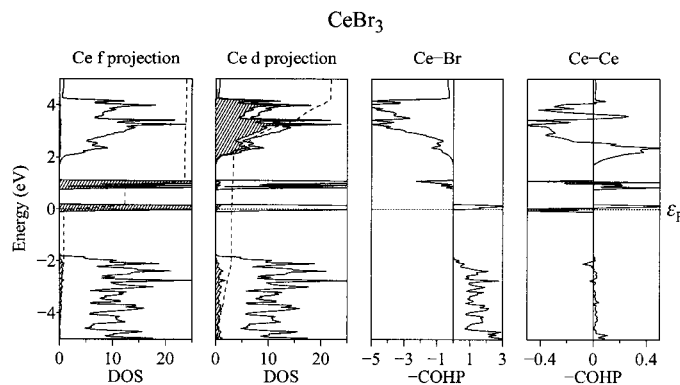 CeBr3
Ce f projection
Ce d projection
Ce−Br
Ce−Ce
Energy (eV)
4
2
0
−2
−4
εF
0 10 20
0 10 20
−5 −3 −1 1 3
−0.4 0 0.4
DOS
DOS
−COHP
−COHP